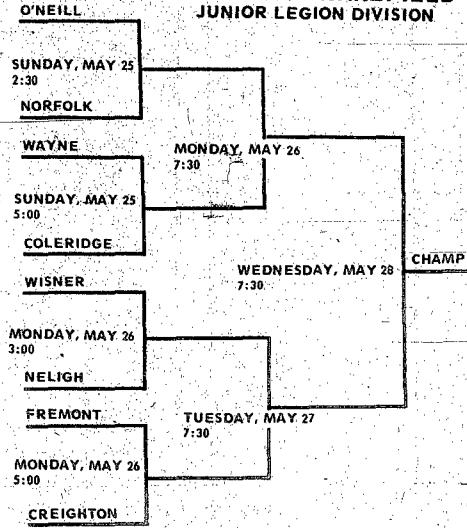 JUNIOR LEGION DIVISION
O'NEILL
SUNDAY, MAY 25
2:30
NORFOLK
MONDAY, MAY 26
7:30
WAYNE
SUNDAY, MAY 25
5:00
COLERIDGE
WEDNESDAY, MAY 28
7:30
CHAMP
WISNER
MONDAY, MAY 26
3:00
NELIGH
TUESDAY, MAY 27
7:30
FREMONT
MONDAY, MAY 26
5:00
CREIGHTON